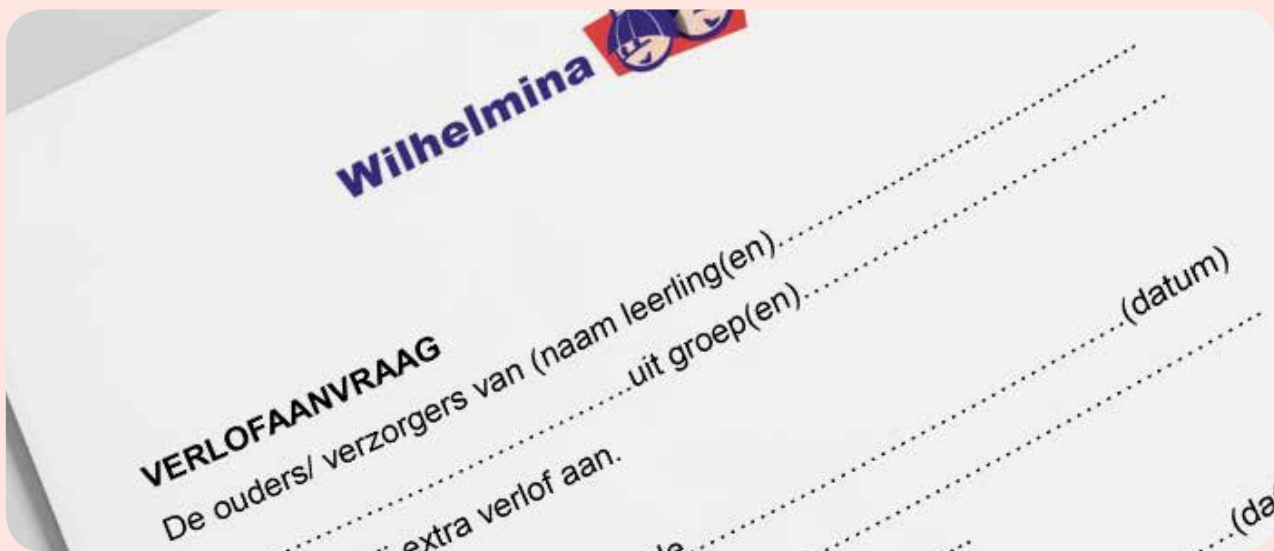 Wilhelmina
VERLOFAANVRAAG
De ouders/ verzorgers van (naam leerling(en)..............................................................
..................................................uit groep(en)..............................................................
extra verlof aan.
..............................................................(datum)